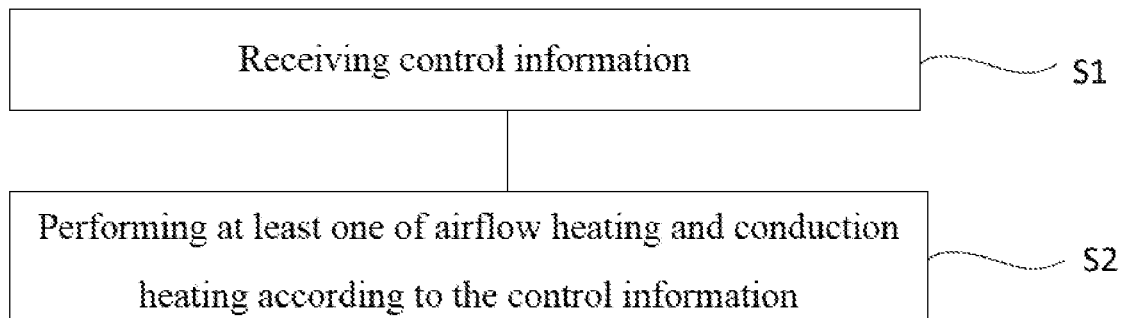 Receiving control information
S1
Performing at least one of airflow heating and conduction
heating according to the control information
S2